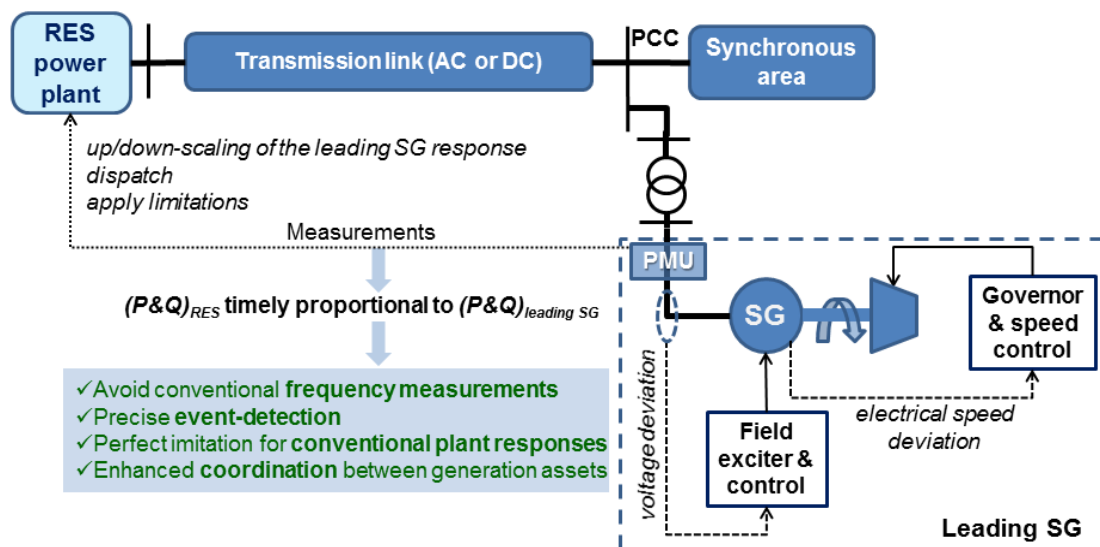 RES
power
plant
Transmission link (AC or DC)
PCC
Synchronous
area
up/down-scaling of the leading SG response
dispatch
apply limitations
Measurements
PMU
(P&Q)RES timely proportional to (P&Q)leading SG
SG
Governor
& speed
control
✓Avoid conventional frequency measurements
✓Precise event-detection
✓Perfect imitation for conventional plant responses
✓Enhanced coordination between generation assets
voltage deviation
Field
exciter &
control
electrical speed
deviation
Leading SG